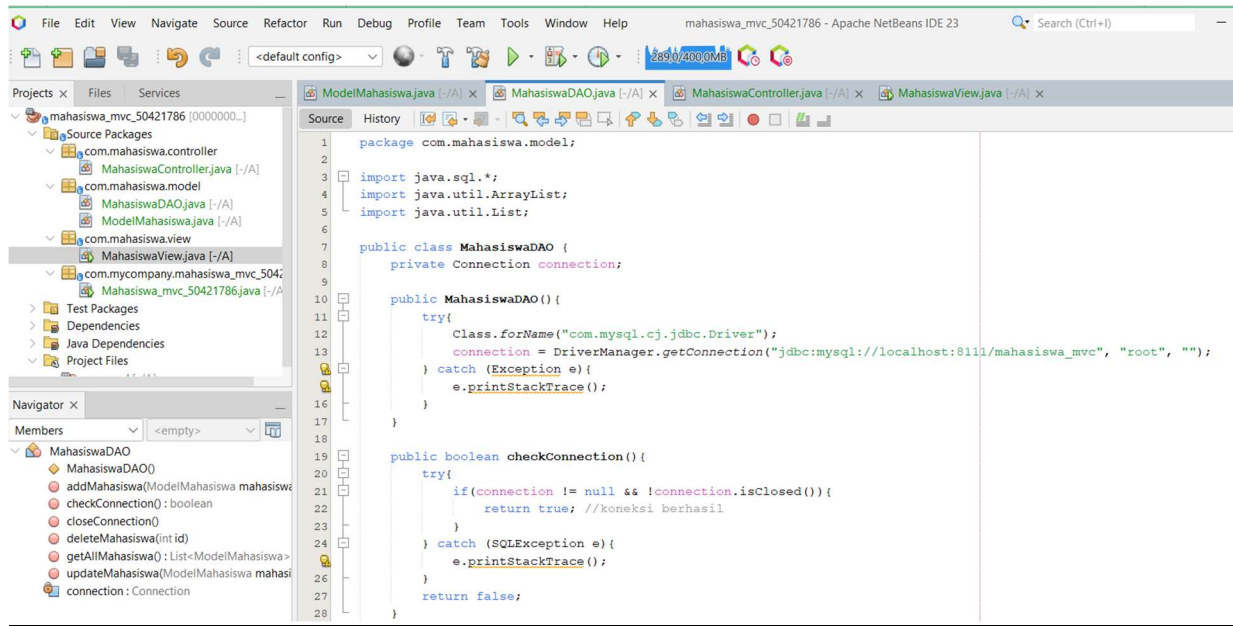 File Edit View Navigate Source Refactor Run Debug Profile Team Tools Window Help mahasiswa_mvc_50421786 - Apache NetBeans IDE 23 Search (Ctrl+I)
<default config> 289,0/400,0MB
Projects Files Services
mahasiswa_mvc_50421786 [0000000...]
Source Packages
com.mahasiswa.controller
MahasiswaController.java [-/A]
com.mahasiswa.model
MahasiswaDAO.java [-/A]
ModelMahasiswa.java [-/A]
com.mahasiswa.view
MahasiswaView.java [-/A]
com.mycompany.mahasiswa_mvc_5042
Mahasiswa_mvc_50421786.java [-/A
Test Packages
Dependencies
Java Dependencies
Project Files
Navigator
Members <empty>
MahasiswaDAO
MahasiswaDAO()
addMahasiswa(ModelMahasiswa mahasiswa
checkConnection() : boolean
closeConnection()
deleteMahasiswa(int id)
getAllMahasiswa() : List<ModelMahasiswa>
updateMahasiswa(ModelMahasiswa mahasi
connection : Connection
ModelMahasiswa.java [-/A] MahasiswaDAO.java [-/A] MahasiswaController.java [-/A] MahasiswaView.java [-/A]
Source History
1 package com.mahasiswa.model;
2
3 import java.sql.*;
4 import java.util.ArrayList;
5 import java.util.List;
6
7 public class MahasiswaDAO {
8 private Connection connection;
9
10 public MahasiswaDAO(){
11 try{
12 Class.forName("com.mysql.cj.jdbc.Driver");
13 connection = DriverManager.getConnection("jdbc:mysql://localhost:8111/mahasiswa_mvc", "root", "");
} catch (Exception e){
e.printStackTrace();
16 }
17 }
18
19 public boolean checkConnection(){
20 try{
21 if(connection != null && !connection.isClosed()){
22 return true; //koneksi berhasil
23 }
24 } catch (SQLException e){
e.printStackTrace();
26 }
27 return false;
28 }